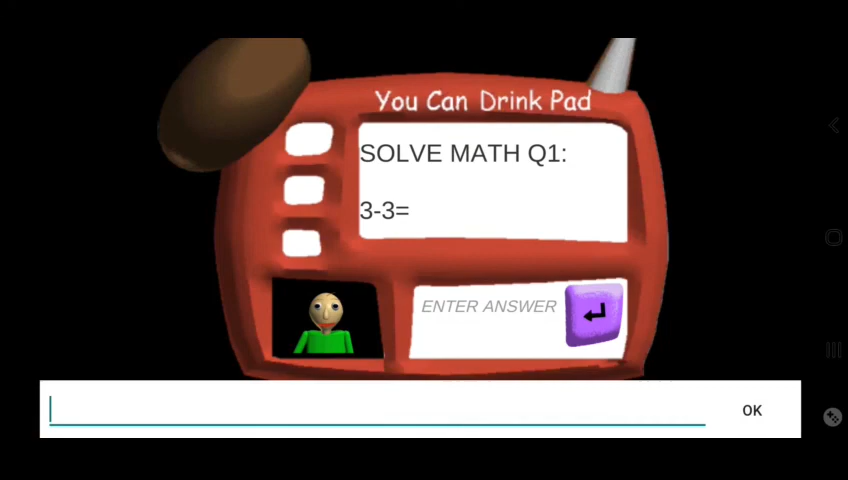 You Can Drink Pad
SOLVE MATH Q1:
3-3=
ENTER ANSWER
OK